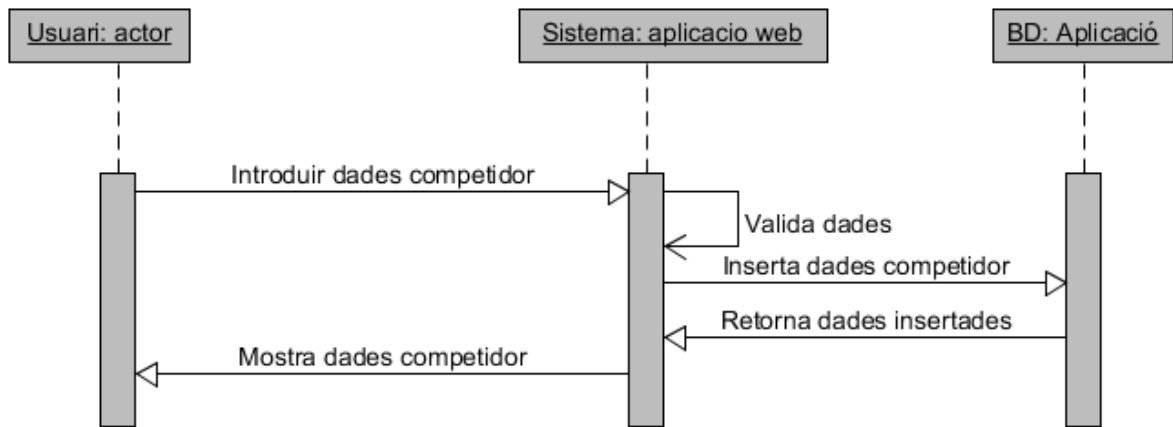 Usuari: actor
Sistema: aplicacio web
BD: Aplicació
Introduir dades competidor
Valida dades
Inserta dades competidor
Retorna dades insertades
Mostra dades competidor